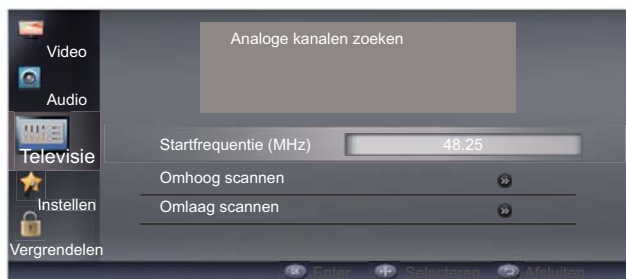 Video
Audio
Televisie
Instellen
Vergrendelen
Analoge kanalen zoeken
Startfrequentie (MHz) 48.25
Omhoog scannen
Omlaag scannen
OK Enter Selecteren Afsluiten